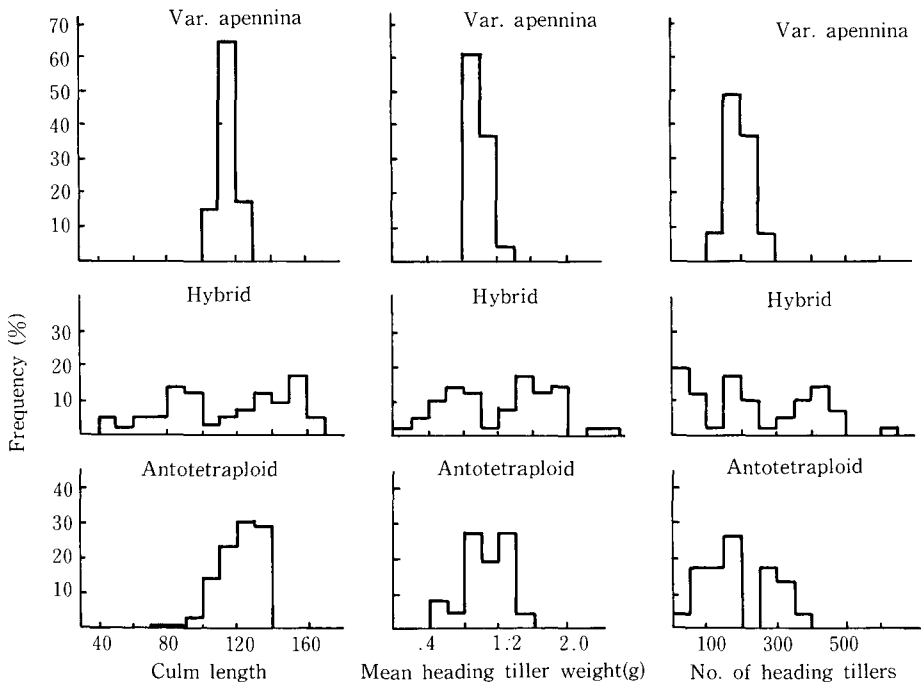 Var. apennina
Var. apennina
Var. apennina
70
60
50
40
30
20
10
Hybrid
Hybrid
Hybrid
Frequency (%)
30
20
10
Antotetraploid
Antotetraploid
Antotetraploid
40
30
20
10
40 80 120 160
.4 1.2 2.0
100 300 500
Culm length
Mean heading tiller weight(g)
No. of heading tillers